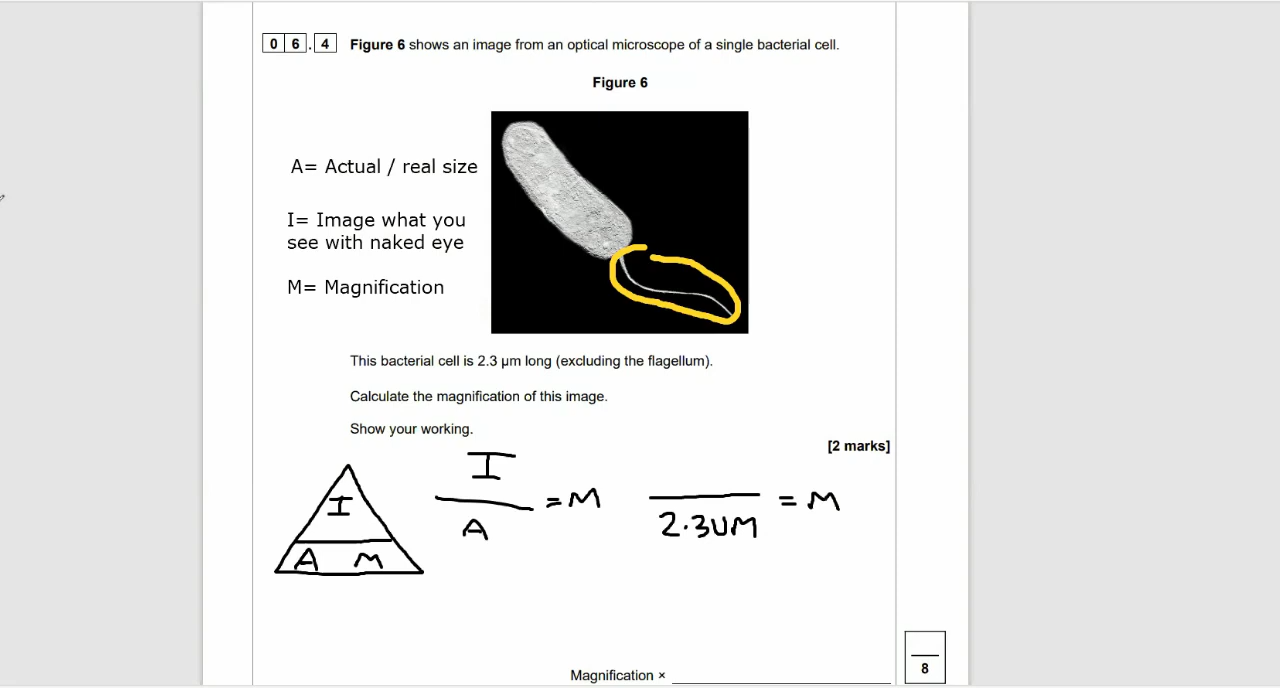 06.4 Figure 6 shows an image from an optical microscope of a single bacterial cell.
Figure 6
A= Actual / real size
I= Image what you
see with naked eye
M= Magnification
This bacterial cell is 2.3 µm long (excluding the flagellum).
Calculate the magnification of this image.
Show your working.
[2 marks]
I
A M
I
A
=M
2.3UM
= M
Magnification ×
8